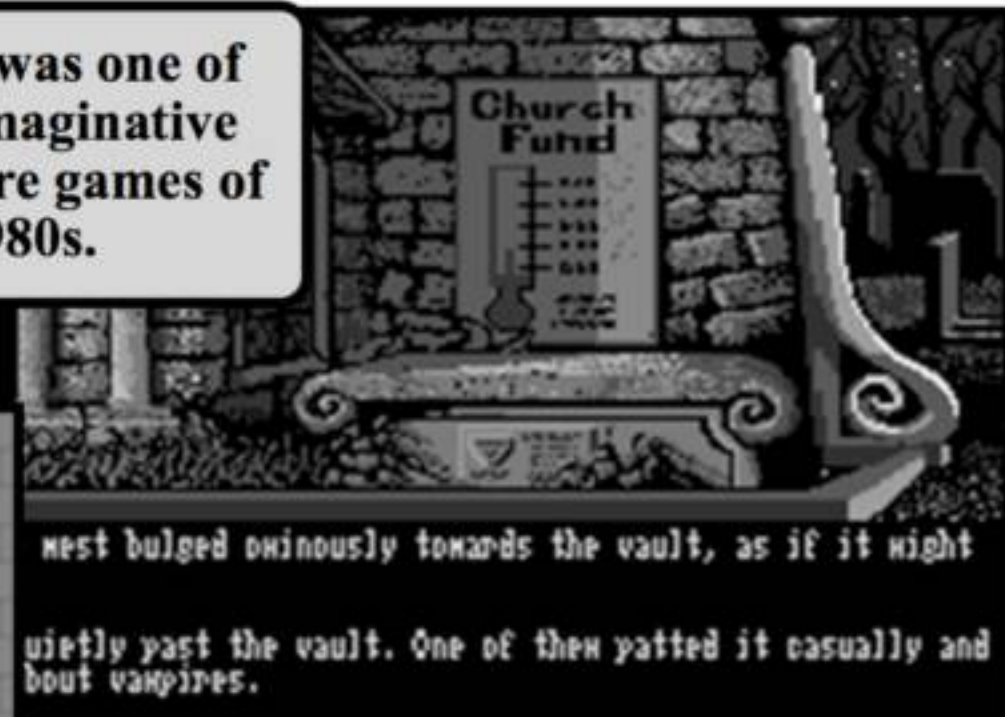 was one of
maginative
re games of
980s.
Church
Fund
west bulged ominously towards the vault, as if it might
uietly past the vault. One of them patted it casually and
bout vampires.